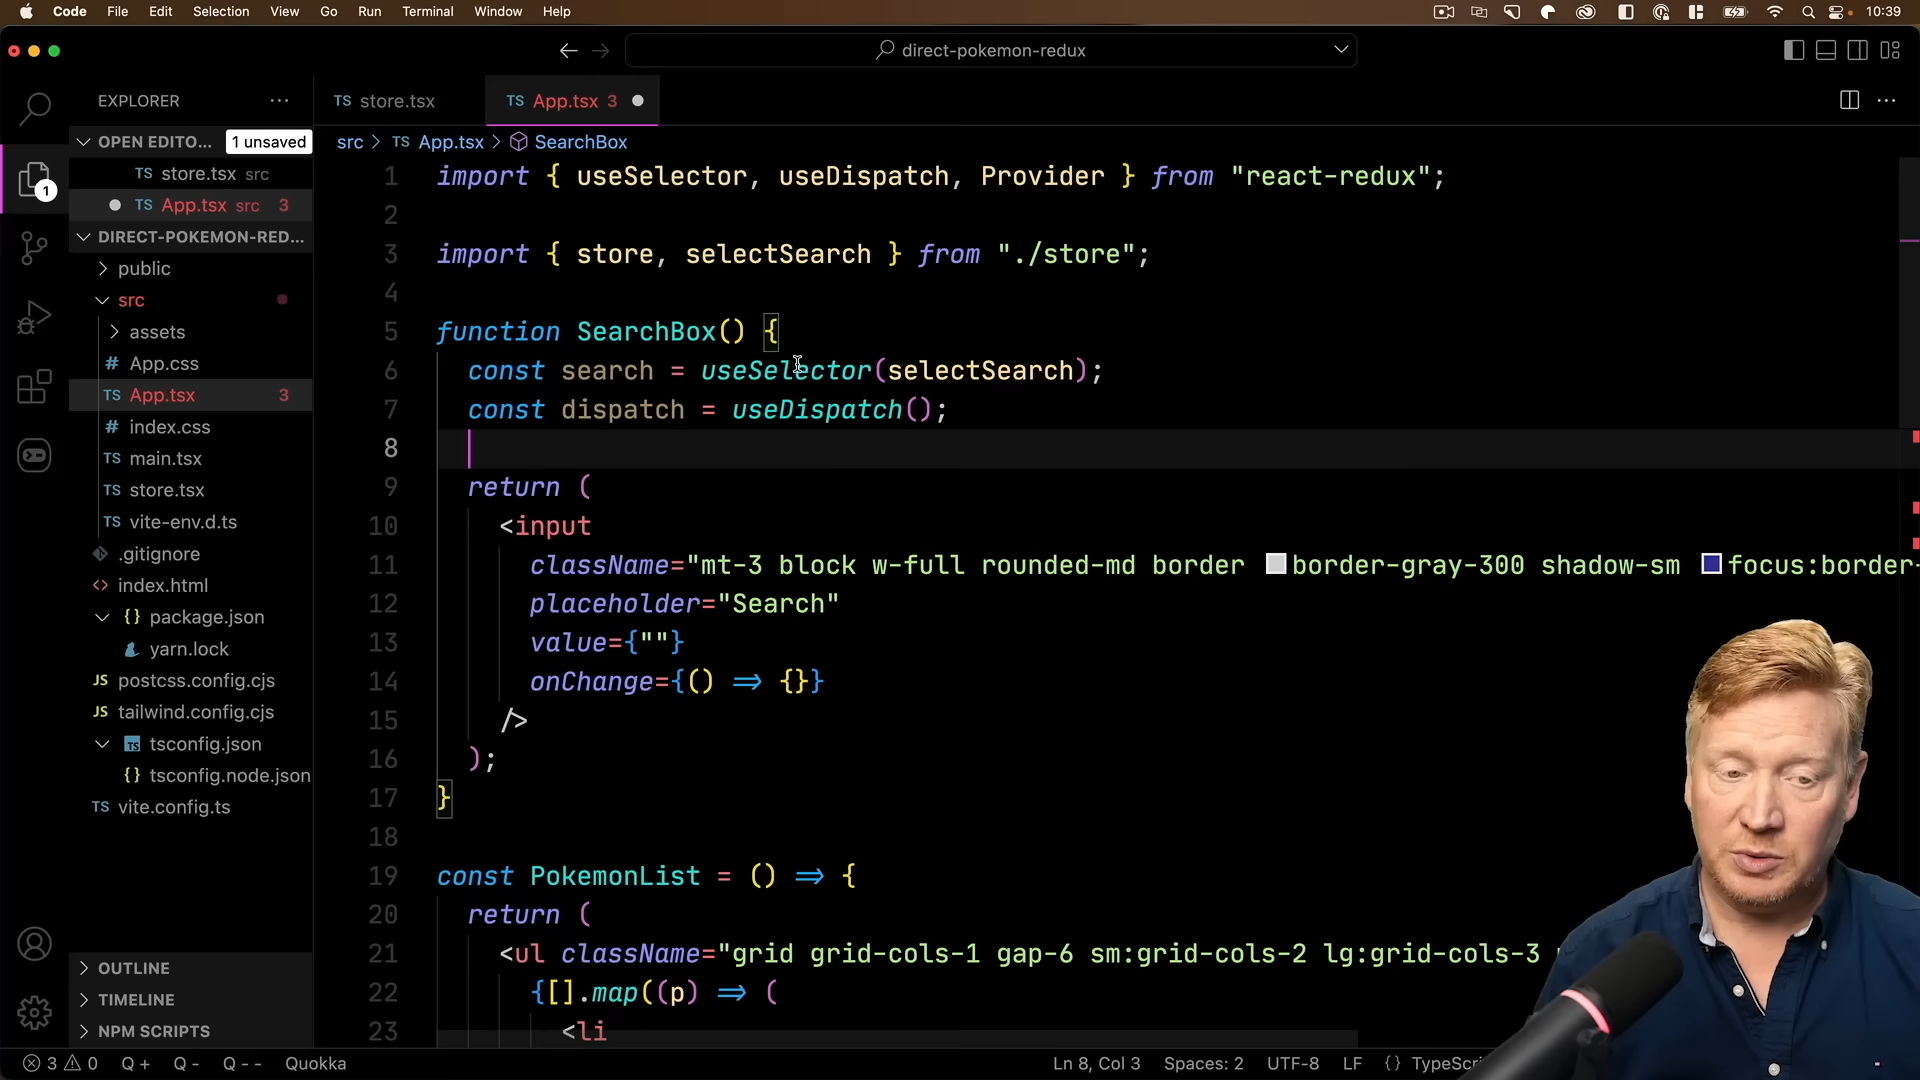 Code File Edit Selection View Go Run Terminal Window Help 10:39
direct-pokemon-redux
EXPLORER
TS store.tsx
TS App.tsx 3
OPEN EDITO... 1 unsaved
src > TS App.tsx > SearchBox
TS store.tsx src
TS App.tsx src 3
DIRECT-POKEMON-RED...
public
src
assets
# App.css
TS App.tsx 3
# index.css
TS main.tsx
TS store.tsx
TS vite-env.d.ts
.gitignore
<> index.html
{} package.json
yarn.lock
JS postcss.config.cjs
JS tailwind.config.cjs
TS tsconfig.json
{} tsconfig.node.json
TS vite.config.ts
OUTLINE
TIMELINE
NPM SCRIPTS
1
1 import { useSelector, useDispatch, Provider } from "react-redux";
2
3 import { store, selectSearch } from "./store";
4
5 function SearchBox() {
6 const search = useSelector(selectSearch);
7 const dispatch = useDispatch();
8
9 return (
10 <input
11 className="mt-3 block w-full rounded-md border border-gray-300 shadow-sm focus:border-
12 placeholder="Search"
13 value={""}
14 onChange={() => {}}
15 />
16 );
17 }
18
19 const PokemonList = () => {
20 return (
21 <ul className="grid grid-cols-1 gap-6 sm:grid-cols-2 lg:grid-cols-3
22 {[].map((p) => (
23 <li
3 0 Q + Q - Q - - Quokka Ln 8, Col 3 Spaces: 2 UTF-8 LF {} TypeScri